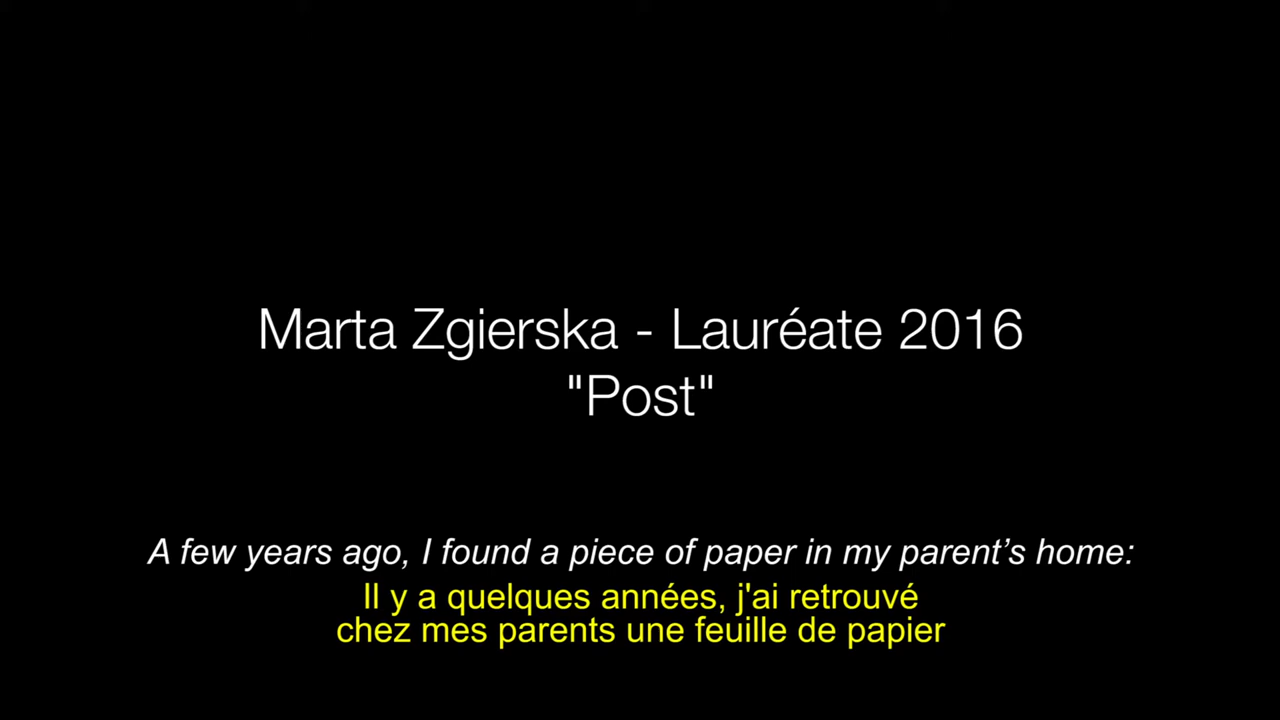 Marta Zgierska - Lauréate 2016
"Post"
A few years ago, I found a piece of paper in my parent’s home:
Il y a quelques années, j'ai retrouvé
chez mes parents une feuille de papier